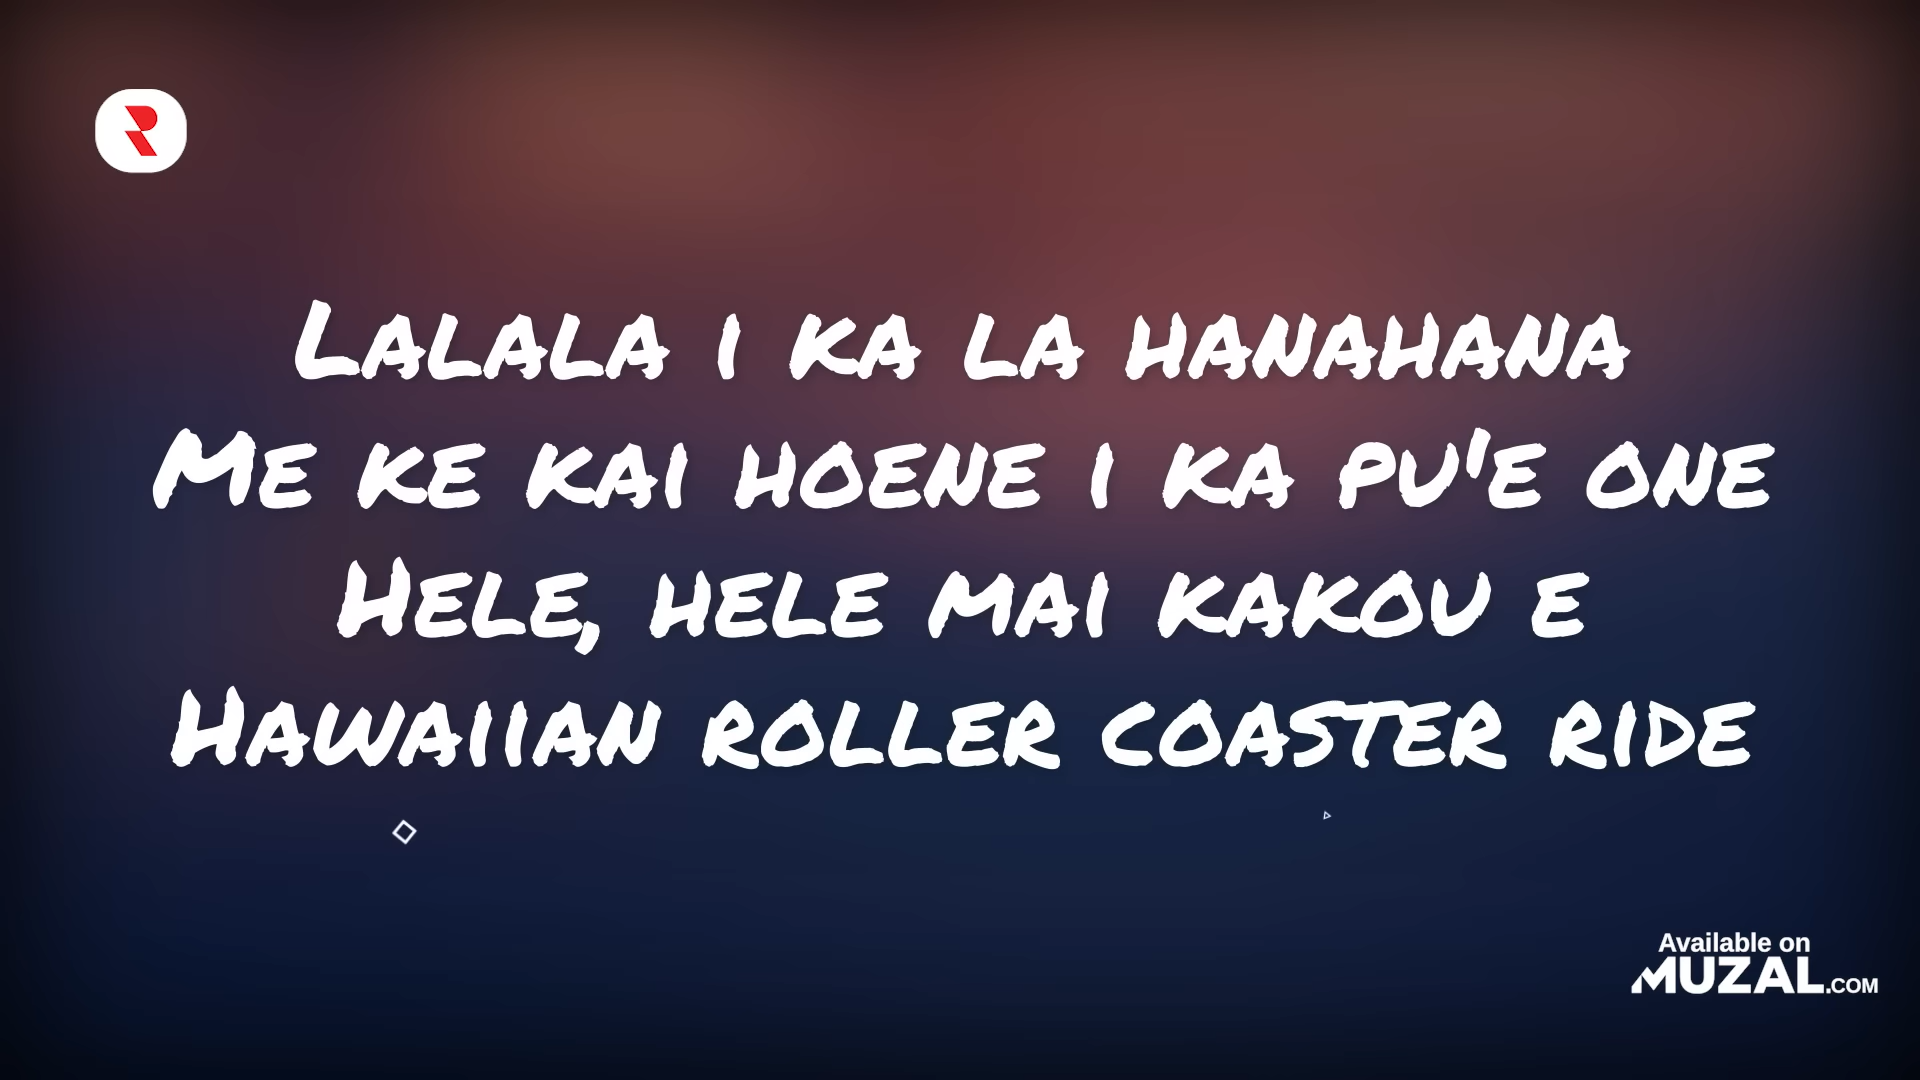 R
Lalala i ka la hanahana
Me ke kai hoene i ka pu'e one
Hele, hele mai kakou e
Hawaiian roller coaster ride
Available on
MUZAL.COM